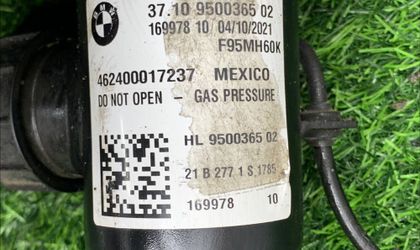 BMW
37.10 9500365 02
169978 10 04/10/2021
F95MH60K
462400017237 MEXICO
DO NOT OPEN – GAS PRESSURE
HL 9500365 02
21 B 277 1 S,1785
169978 10